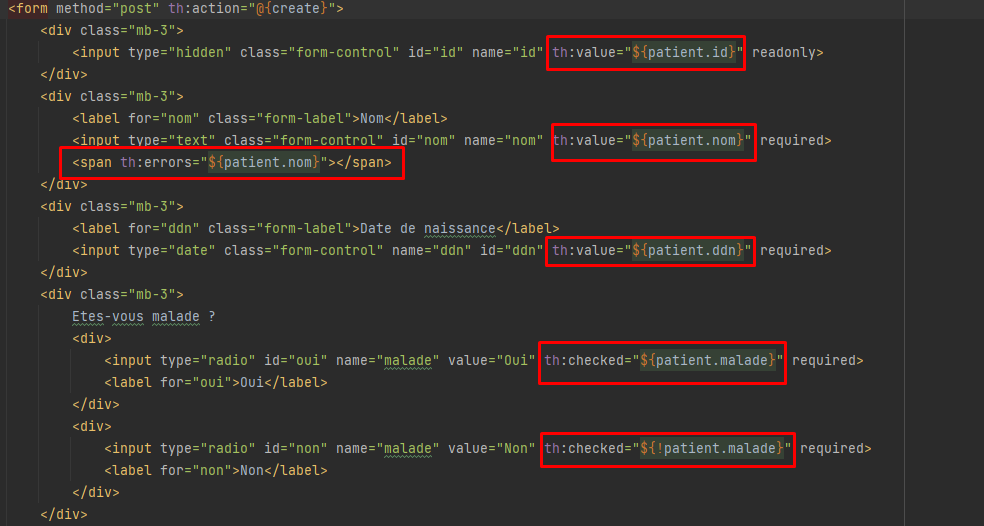 <form method="post" th:action="@{create}">
<div class="mb-3">
<input type="hidden" class="form-control" id="id" name="id" th:value="${patient.id}" readonly>
</div>
<div class="mb-3">
<label for="nom" class="form-label">Nom</label>
<input type="text" class="form-control" id="nom" name="nom" th:value="${patient.nom}" required>
<span th:errors="${patient.nom}"></span>
</div>
<div class="mb-3">
<label for="ddn" class="form-label">Date de naissance</label>
<input type="date" class="form-control" name="ddn" id="ddn" th:value="${patient.ddn}" required>
</div>
<div class="mb-3">
Etes-vous malade ?
<div>
<input type="radio" id="oui" name="malade" value="Oui" th:checked="${patient.malade}" required>
<label for="oui">Oui</label>
</div>
<div>
<input type="radio" id="non" name="malade" value="Non" th:checked="${!patient.malade}" required>
<label for="non">Non</label>
</div>
</div>